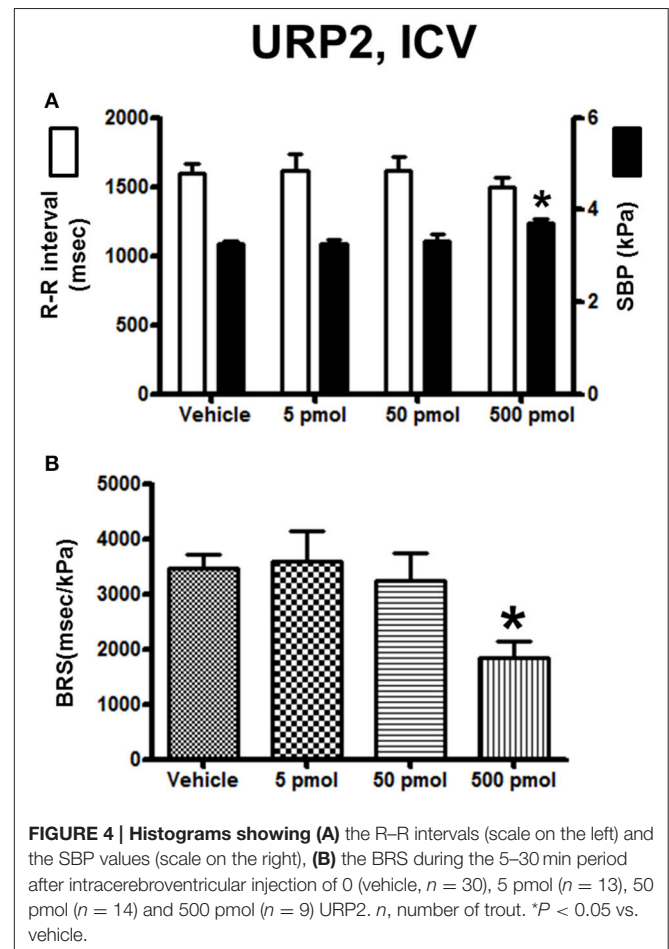 URP2, ICV
A
R-R interval
(msec)
2000
1500
1000
500
0
6
4
2
0
SBP (kPa)
*
Vehicle 5 pmol 50 pmol 500 pmol
B
BRS(msec/kPa)
5000
4000
3000
2000
1000
0
*
Vehicle 5 pmol 50 pmol 500 pmol
FIGURE 4 | Histograms showing (A) the R–R intervals (scale on the left) and
the SBP values (scale on the right), (B) the BRS during the 5–30 min period
after intracerebroventricular injection of 0 (vehicle, n = 30), 5 pmol (n = 13), 50
pmol (n = 14) and 500 pmol (n = 9) URP2. n, number of trout. *P < 0.05 vs.
vehicle.